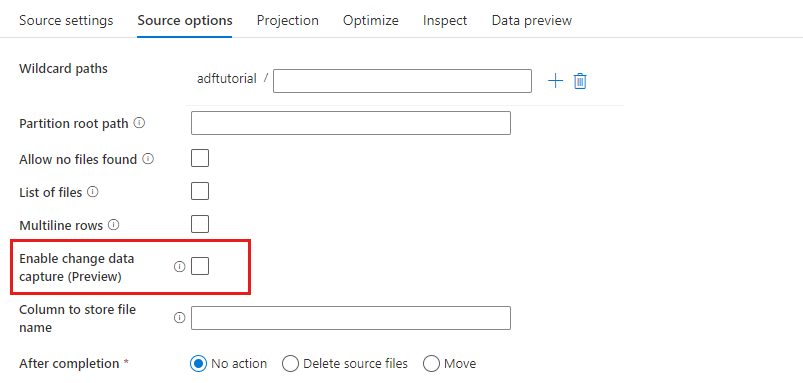 Source settings Source options Projection Optimize Inspect Data preview
Wildcard paths
adftutorial /
Partition root path
Allow no files found
List of files
Multiline rows
Enable change data
capture (Preview)
Column to store file
name
After completion * No action Delete source files Move